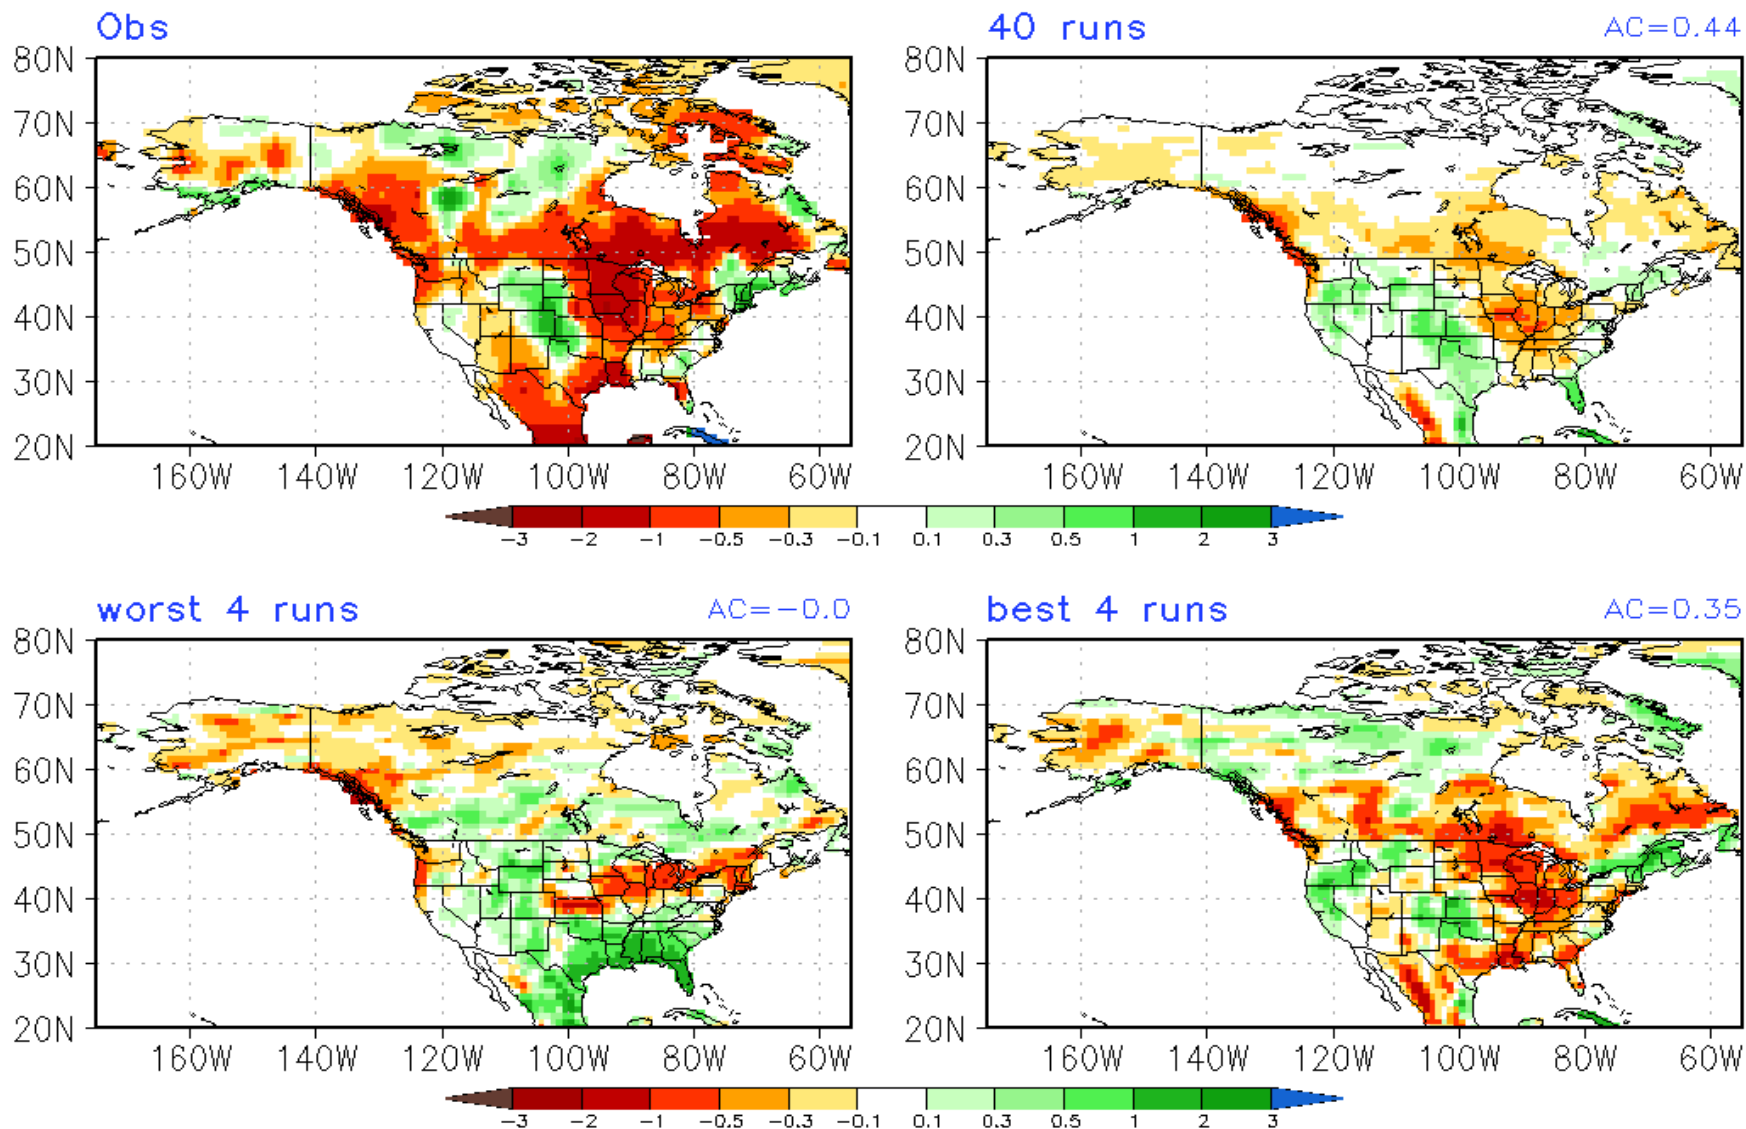 Obs
40 runs AC=0.44
80N
70N
60N
50N
40N
30N
20N
160W 140W 120W 100W 80W 60W
80N
70N
60N
50N
40N
30N
20N
160W 140W 120W 100W 80W 60W
-3 -2 -1 -0.5 -0.3 -0.1 0.1 0.3 0.5 1 2 3
worst 4 runs AC=-0.0
best 4 runs AC=0.35
80N
70N
60N
50N
40N
30N
20N
160W 140W 120W 100W 80W 60W
80N
70N
60N
50N
40N
30N
20N
160W 140W 120W 100W 80W 60W
-3 -2 -1 -0.5 -0.3 -0.1 0.1 0.3 0.5 1 2 3